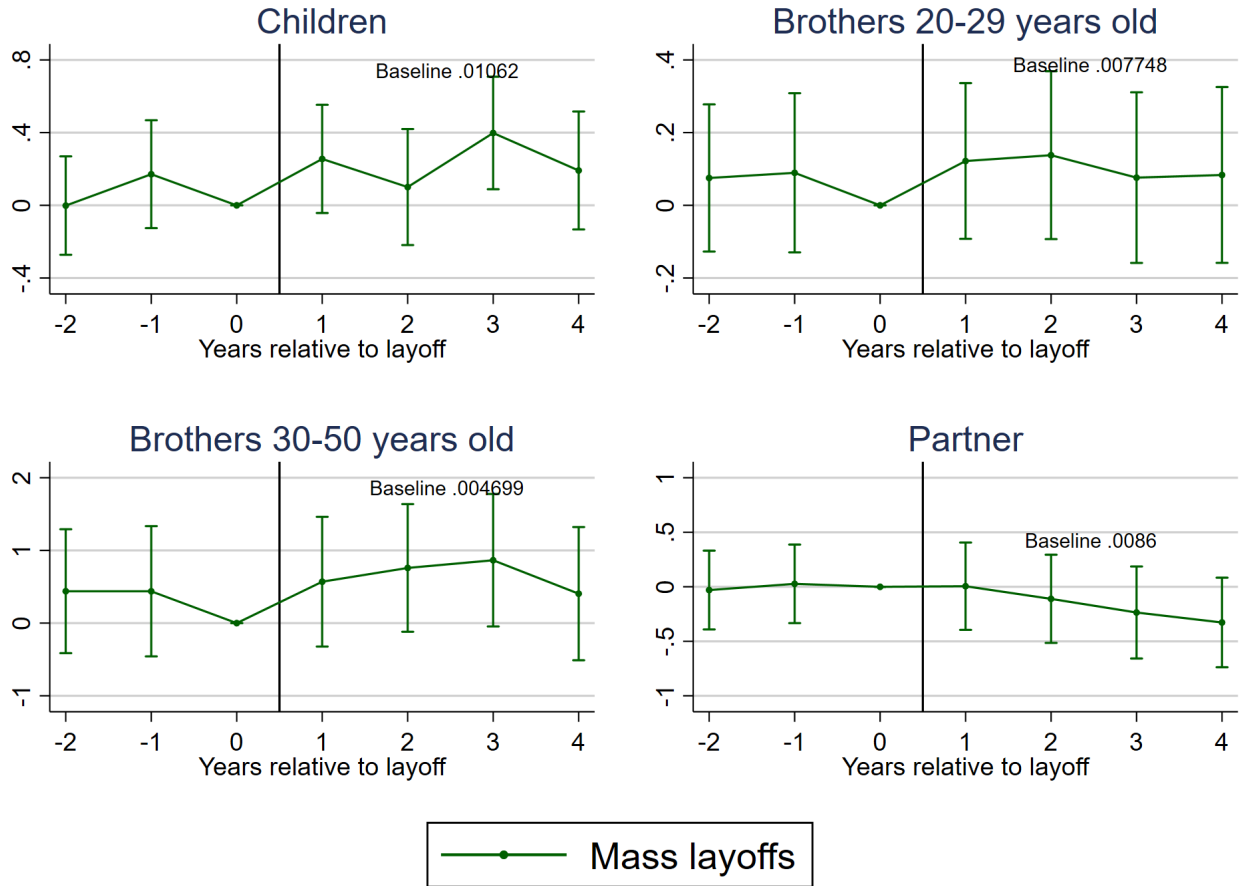 Children
.8
.4
0
-.4
Baseline .01062
-2 -1 0 1 2 3 4
Years relative to layoff
Brothers 20-29 years old
.4
.2
0
-.2
Baseline .007748
-2 -1 0 1 2 3 4
Years relative to layoff
Brothers 30-50 years old
2
1
0
-1
Baseline .004699
-2 -1 0 1 2 3 4
Years relative to layoff
Partner
1
.5
0
-.5
-1
Baseline .0086
-2 -1 0 1 2 3 4
Years relative to layoff
Mass layoffs